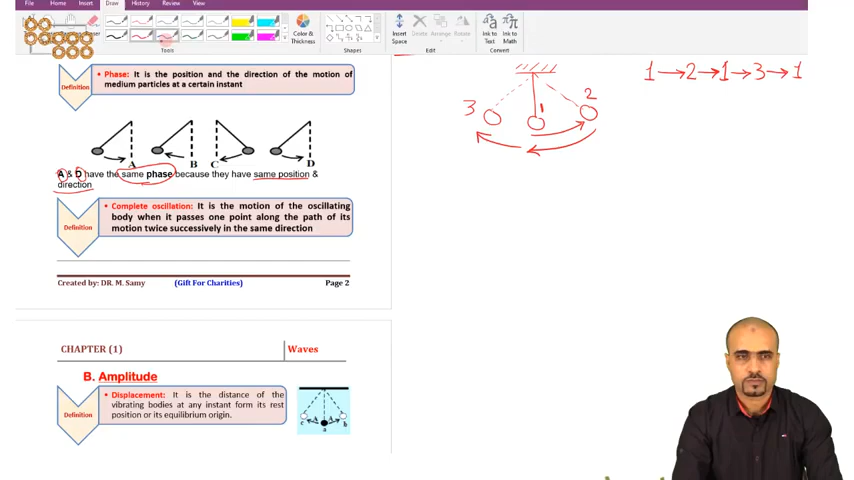 File Home Insert Draw History Review View
Eraser
Color & Thickness
Insert Space
Delete
Arrange
Rotate
Ink to Text
Ink to Math
Tools
Shapes
Edit
Convert
Definition
• Phase: It is the position and the direction of the motion of medium particles at a certain instant
A B C D
A & D have the same phase because they have same position &
direction
Definition
• Complete oscillation: It is the motion of the oscillating
body when it passes one point along the path of its
motion twice successively in the same direction
Created by: DR. M. Samy (Gift For Charities) Page 2
CHAPTER (1) Waves
B. Amplitude
Definition
• Displacement: It is the distance of the
vibrating bodies at any instant form its rest
position or its equilibrium origin.
A A
c a b
3 1 2
1→2→1→3→1